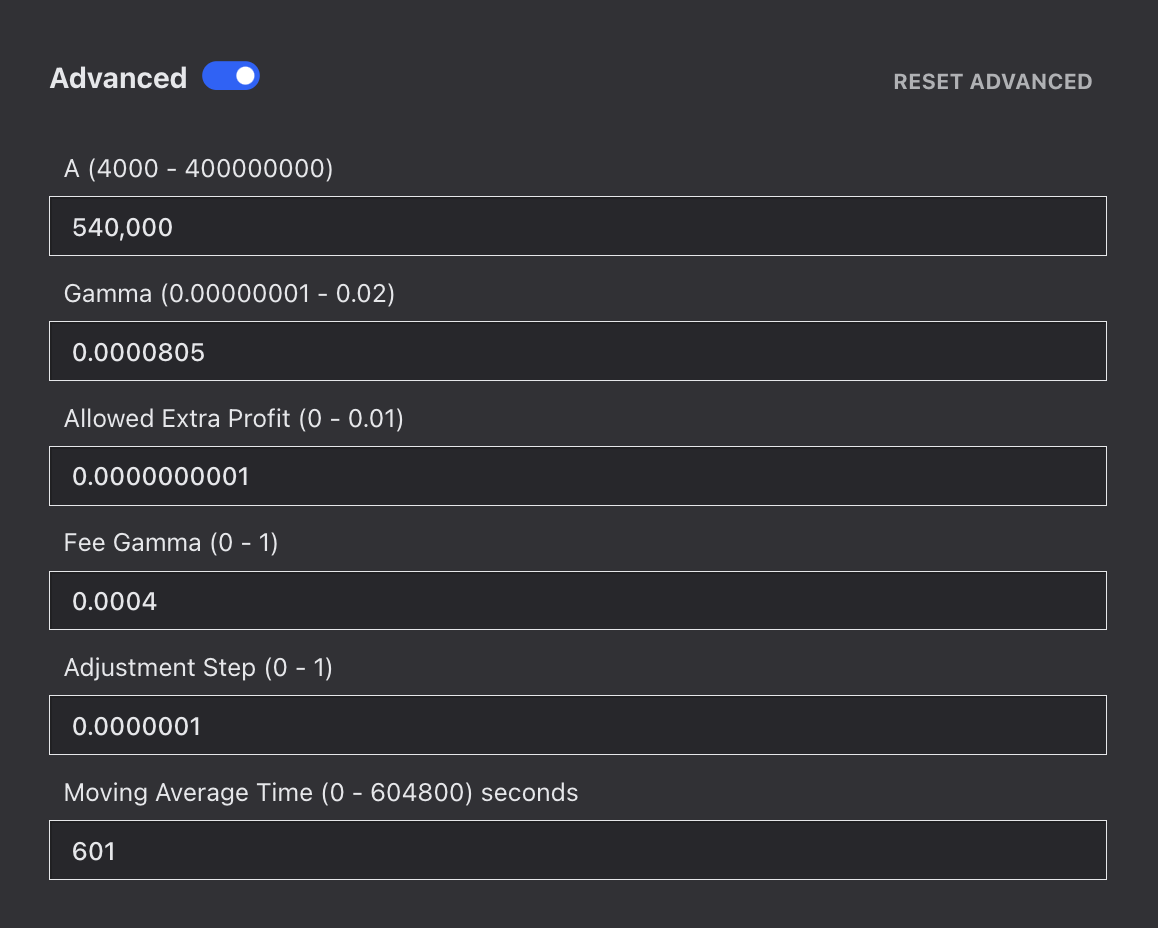 Advanced
RESET ADVANCED
A (4000 - 400000000)
540,000
Gamma (0.00000001 - 0.02)
0.0000805
Allowed Extra Profit (0 - 0.01)
0.0000000001
Fee Gamma (0 - 1)
0.0004
Adjustment Step (0 - 1)
0.0000001
Moving Average Time (0 - 604800) seconds
601